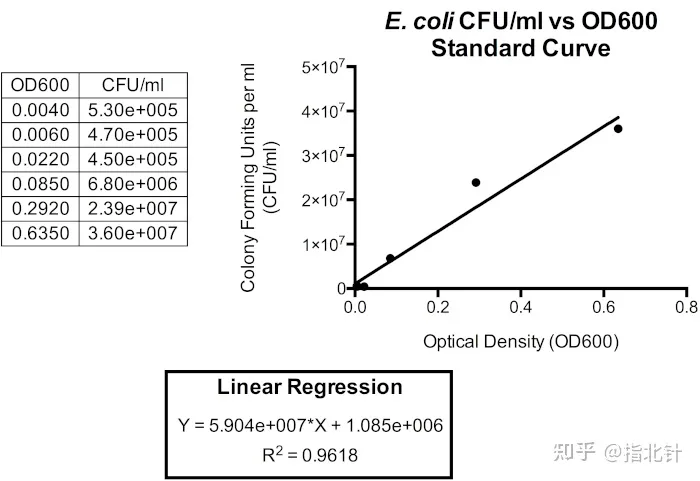 E. coli CFU/ml vs OD600
Standard Curve
OD600 CFU/ml
0.0040 5.30e+005
0.0060 4.70e+005
0.0220 4.50e+005
0.0850 6.80e+006
0.2920 2.39e+007
0.6350 3.60e+007
Colony Forming Units per ml
(CFU/ml)
5×10⁷
4×10⁷
3×10⁷
2×10⁷
1×10⁷
0
0.0 0.2 0.4 0.6 0.8
Optical Density (OD600)
Linear Regression
Y = 5.904e+007*X + 1.085e+006
R² = 0.9618
知乎 @指北针